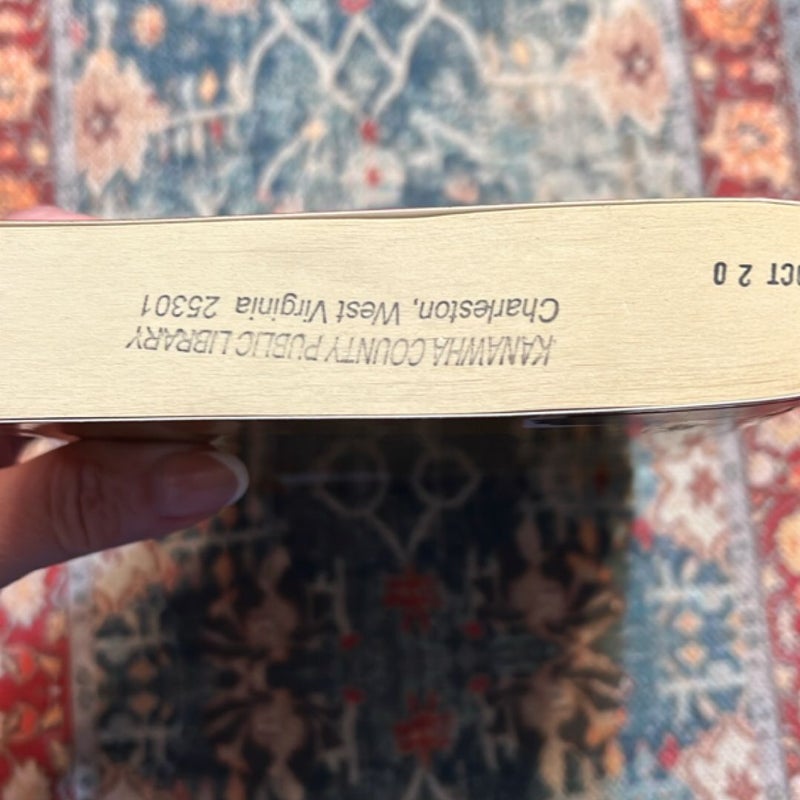 KANAWHA COUNTY PUBLIC LIBRARY
Charleston, West Virginia 25301
OCT 2 0